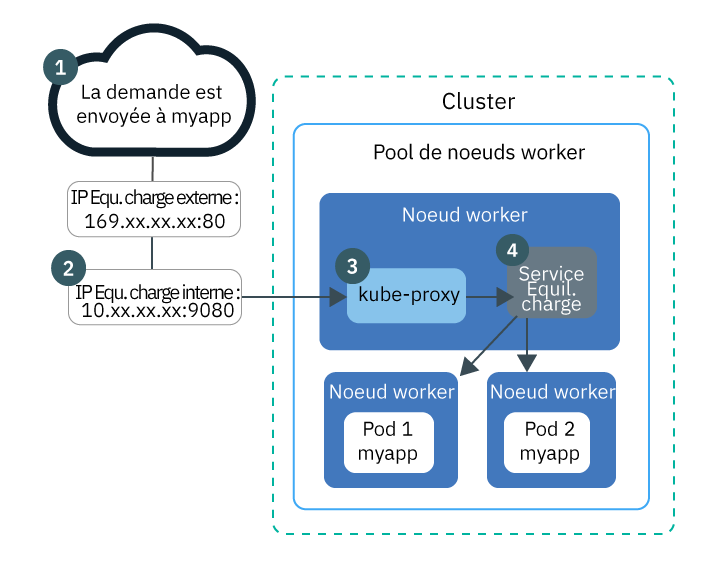 1
La demande est
envoyée à myapp
IP Equ. charge externe :
169.xx.xx.xx:80
2
IP Equ. charge interne :
10.xx.xx.xx:9080
Cluster
Pool de noeuds worker
Noeud worker
3
kube-proxy
4
Service
Equil.
charge
Noeud worker
Pod 1
myapp
Noeud worker
Pod 2
myapp